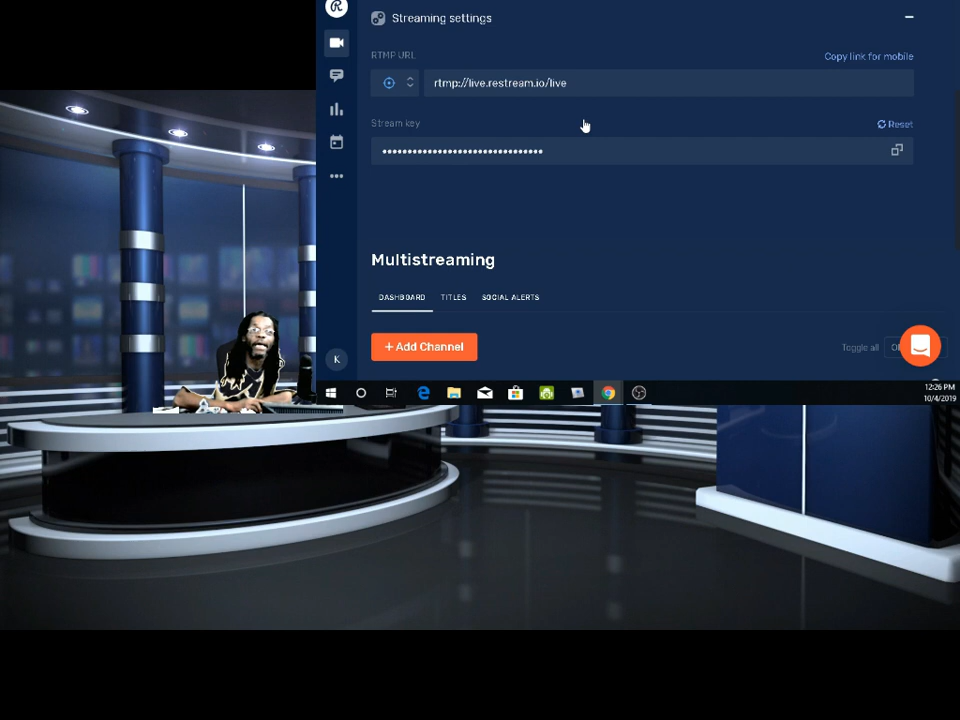 Streaming settings
RTMP URL
Copy link for mobile
rtmp://live.restream.io/live
Stream key
Reset
••••••••••••••••••••••••••••••••
Multistreaming
DASHBOARD TITLES SOCIAL ALERTS
+ Add Channel
Toggle all
K
12:26 PM
10/4/2019